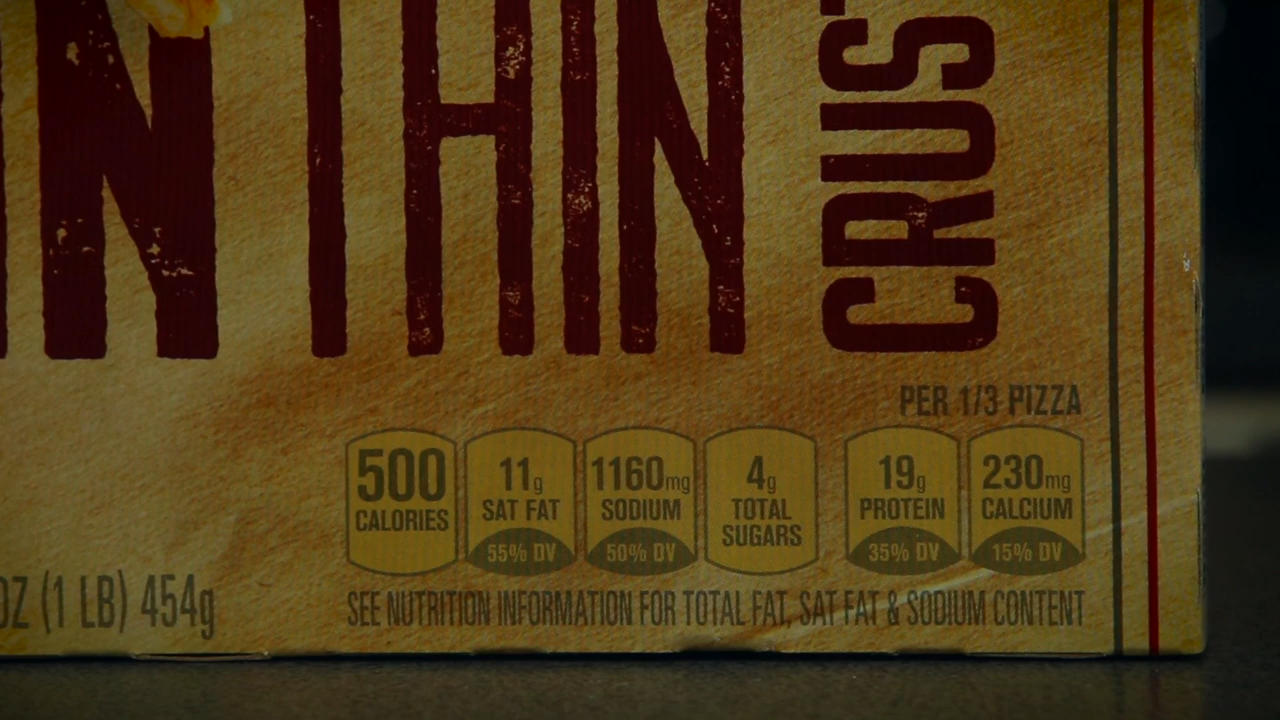 THIN
CRUST
PER 1/3 PIZZA
500 CALORIES
11g SAT FAT 55% DV
1160mg SODIUM 50% DV
4g TOTAL SUGARS
19g PROTEIN 35% DV
230mg CALCIUM 15% DV
OZ (1 LB) 454g
SEE NUTRITION INFORMATION FOR TOTAL FAT, SAT FAT & SODIUM CONTENT